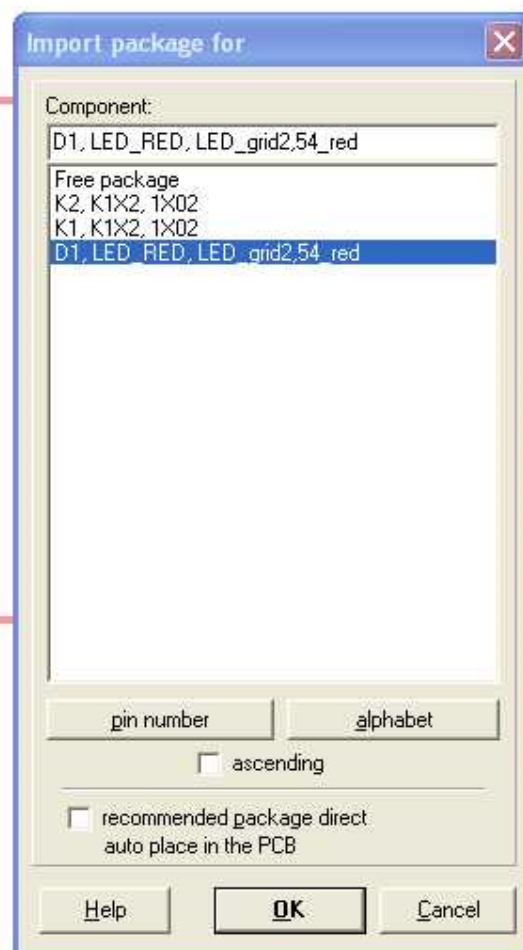 Import package for
Component:
D1, LED_RED, LED_grid2,54_red
Free package
K2, K1X2, 1X02
K1, K1X2, 1X02
D1, LED_RED, LED_grid2,54_red
pin number alphabet
ascending
recommended package direct
auto place in the PCB
Help OK Cancel